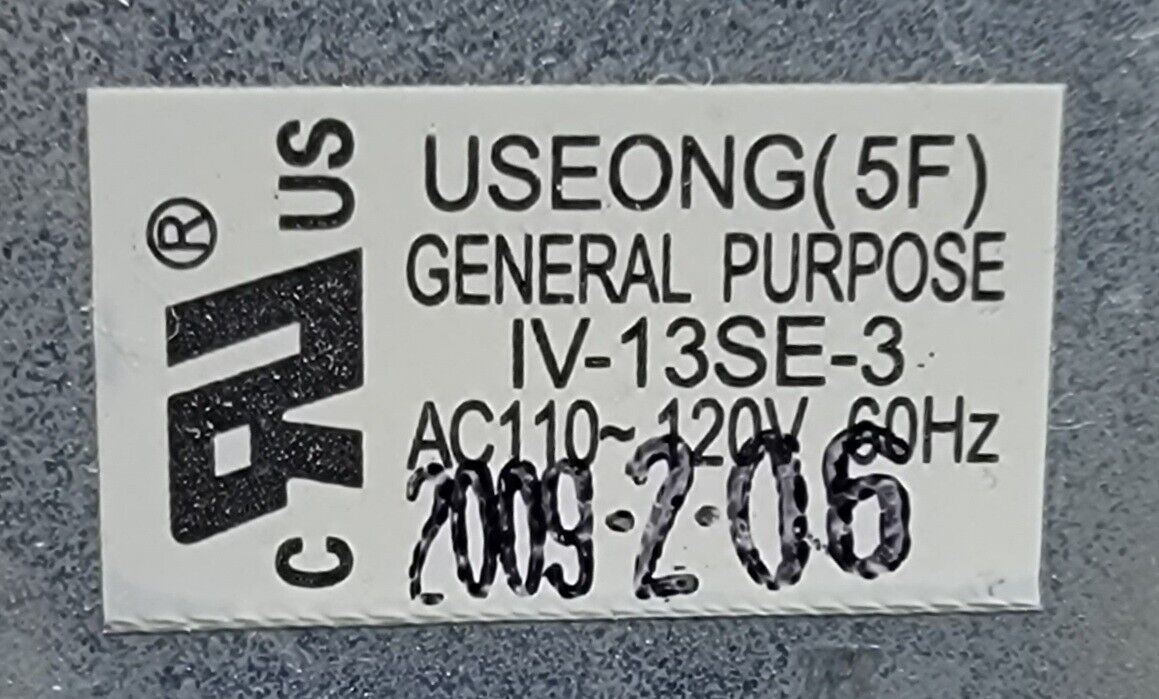 USEONG(5F)
GENERAL PURPOSE
IV-13SE-3
AC110~120V 60Hz
2009.2.06
®
C
US